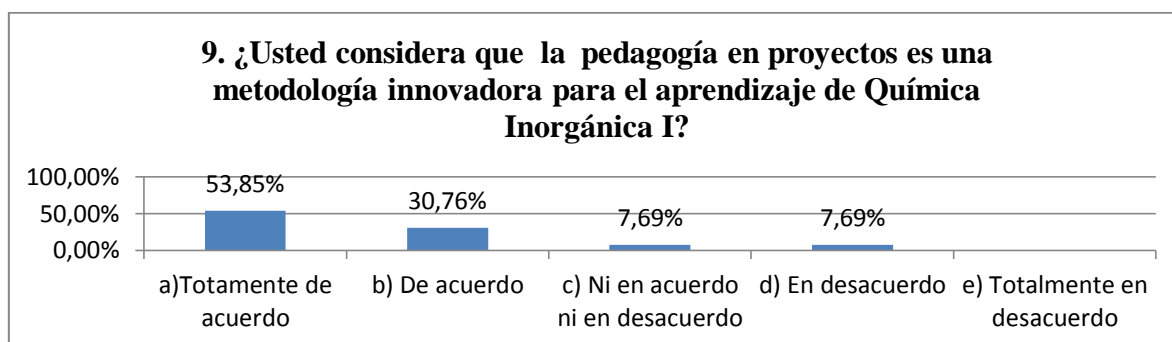 9. ¿Usted considera que la pedagogía en proyectos es una
metodología innovadora para el aprendizaje de Química
Inorgánica I?
100,00%
50,00%
0,00%
53,85%
30,76%
7,69%
7,69%
a)Totamente de
acuerdo
b) De acuerdo
c) Ni en acuerdo
ni en desacuerdo
d) En desacuerdo
e) Totalmente en
desacuerdo